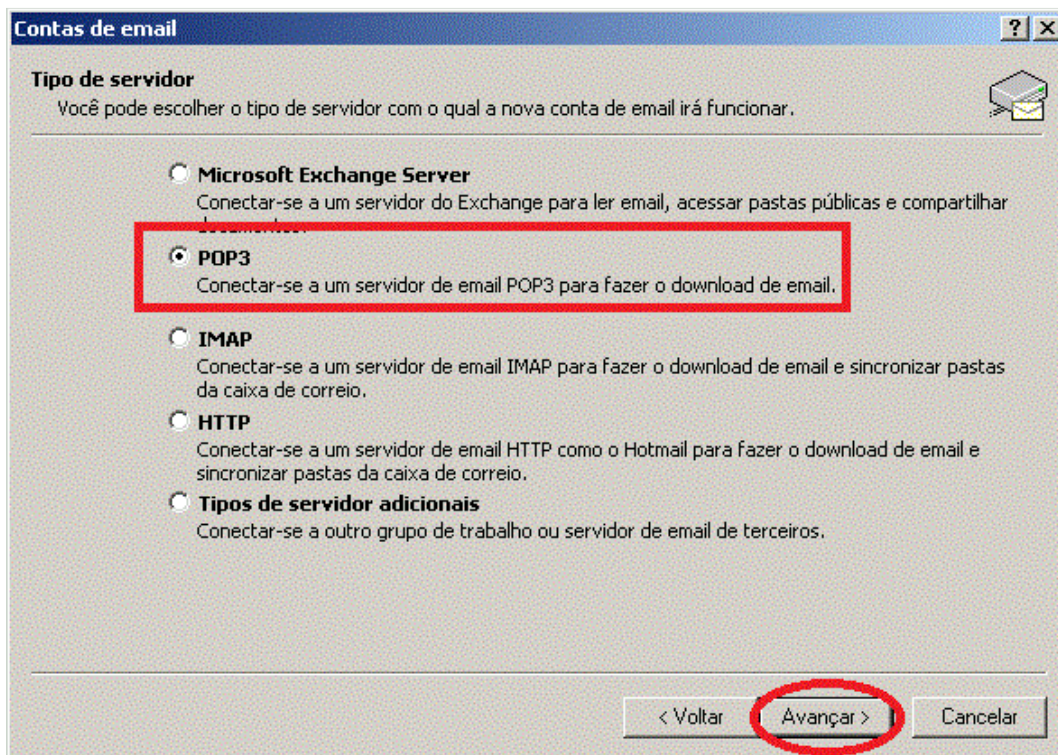 Contas de email
Tipo de servidor
Você pode escolher o tipo de servidor com o qual a nova conta de email irá funcionar.
Microsoft Exchange Server
Conectar-se a um servidor do Exchange para ler email, acessar pastas públicas e compartilhar
documentos.
POP3
Conectar-se a um servidor de email POP3 para fazer o download de email.
IMAP
Conectar-se a um servidor de email IMAP para fazer o download de email e sincronizar pastas
da caixa de correio.
HTTP
Conectar-se a um servidor de email HTTP como o Hotmail para fazer o download de email e
sincronizar pastas da caixa de correio.
Tipos de servidor adicionais
Conectar-se a outro grupo de trabalho ou servidor de email de terceiros.
< Voltar Avançar > Cancelar